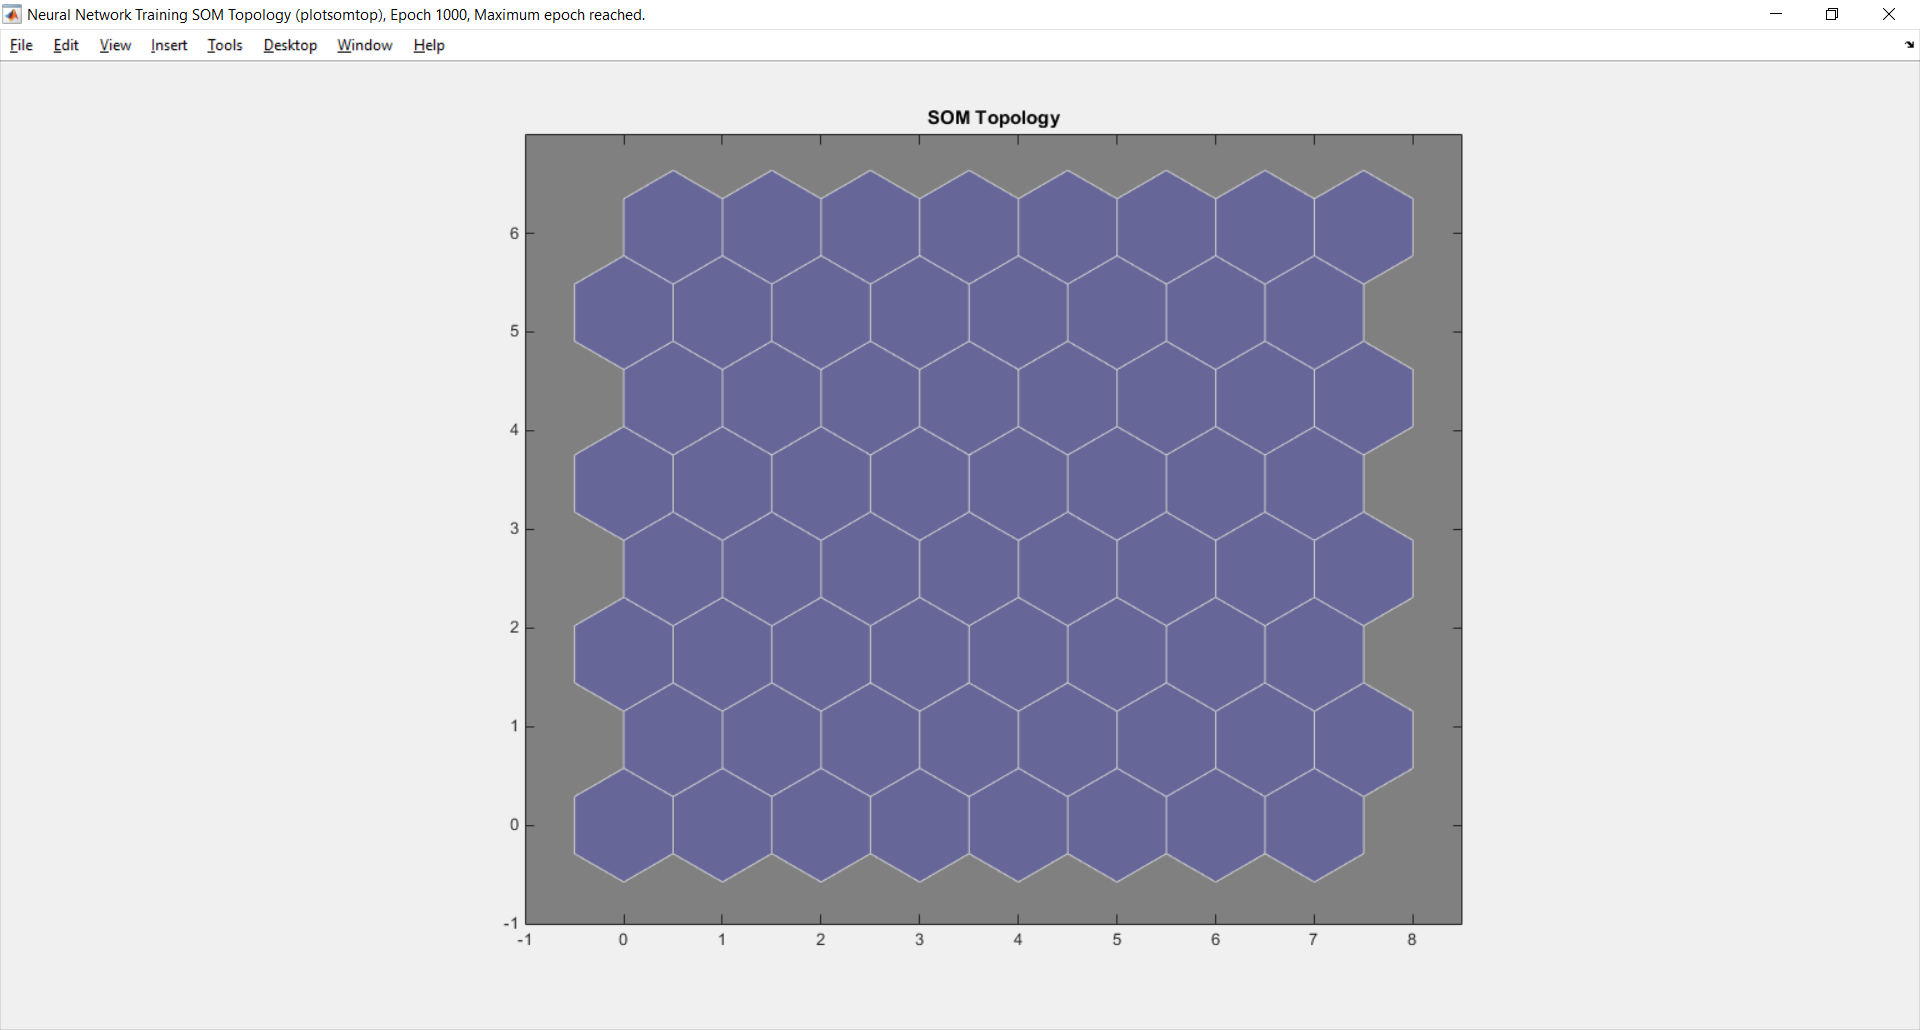 Neural Network Training SOM Topology (plotsomtop), Epoch 1000, Maximum epoch reached.
File Edit View Insert Tools Desktop Window Help
SOM Topology
6
5
4
3
2
1
0
-1
-1 0 1 2 3 4 5 6 7 8